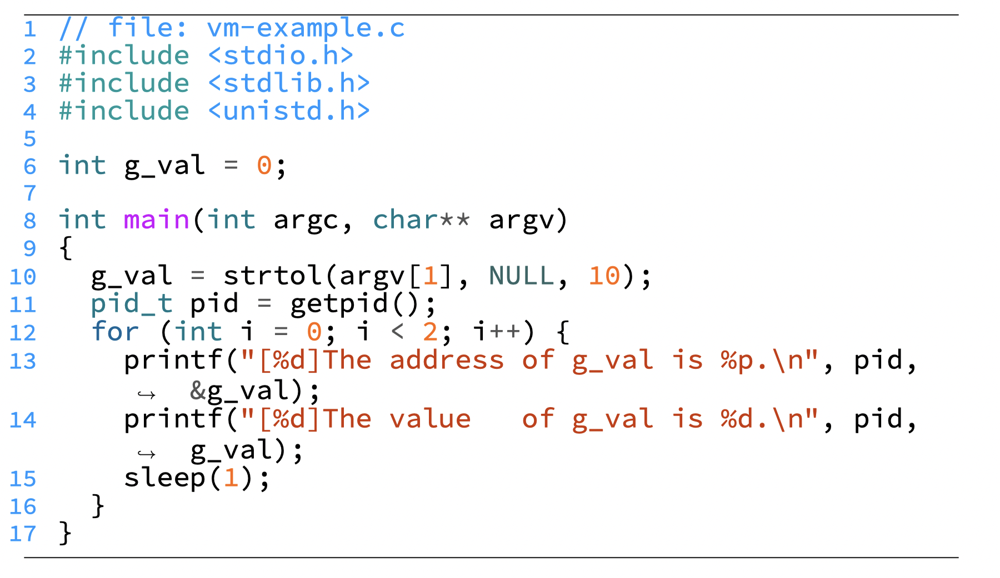 1 // file: vm-example.c
2 #include <stdio.h>
3 #include <stdlib.h>
4 #include <unistd.h>
5
6 int g_val = 0;
7
8 int main(int argc, char** argv)
9 {
10   g_val = strtol(argv[1], NULL, 10);
11   pid_t pid = getpid();
12   for (int i = 0; i < 2; i++) {
13     printf("[%d]The address of g_val is %p.\n", pid,
↪  &g_val);
14     printf("[%d]The value   of g_val is %d.\n", pid,
↪  g_val);
15     sleep(1);
16   }
17 }